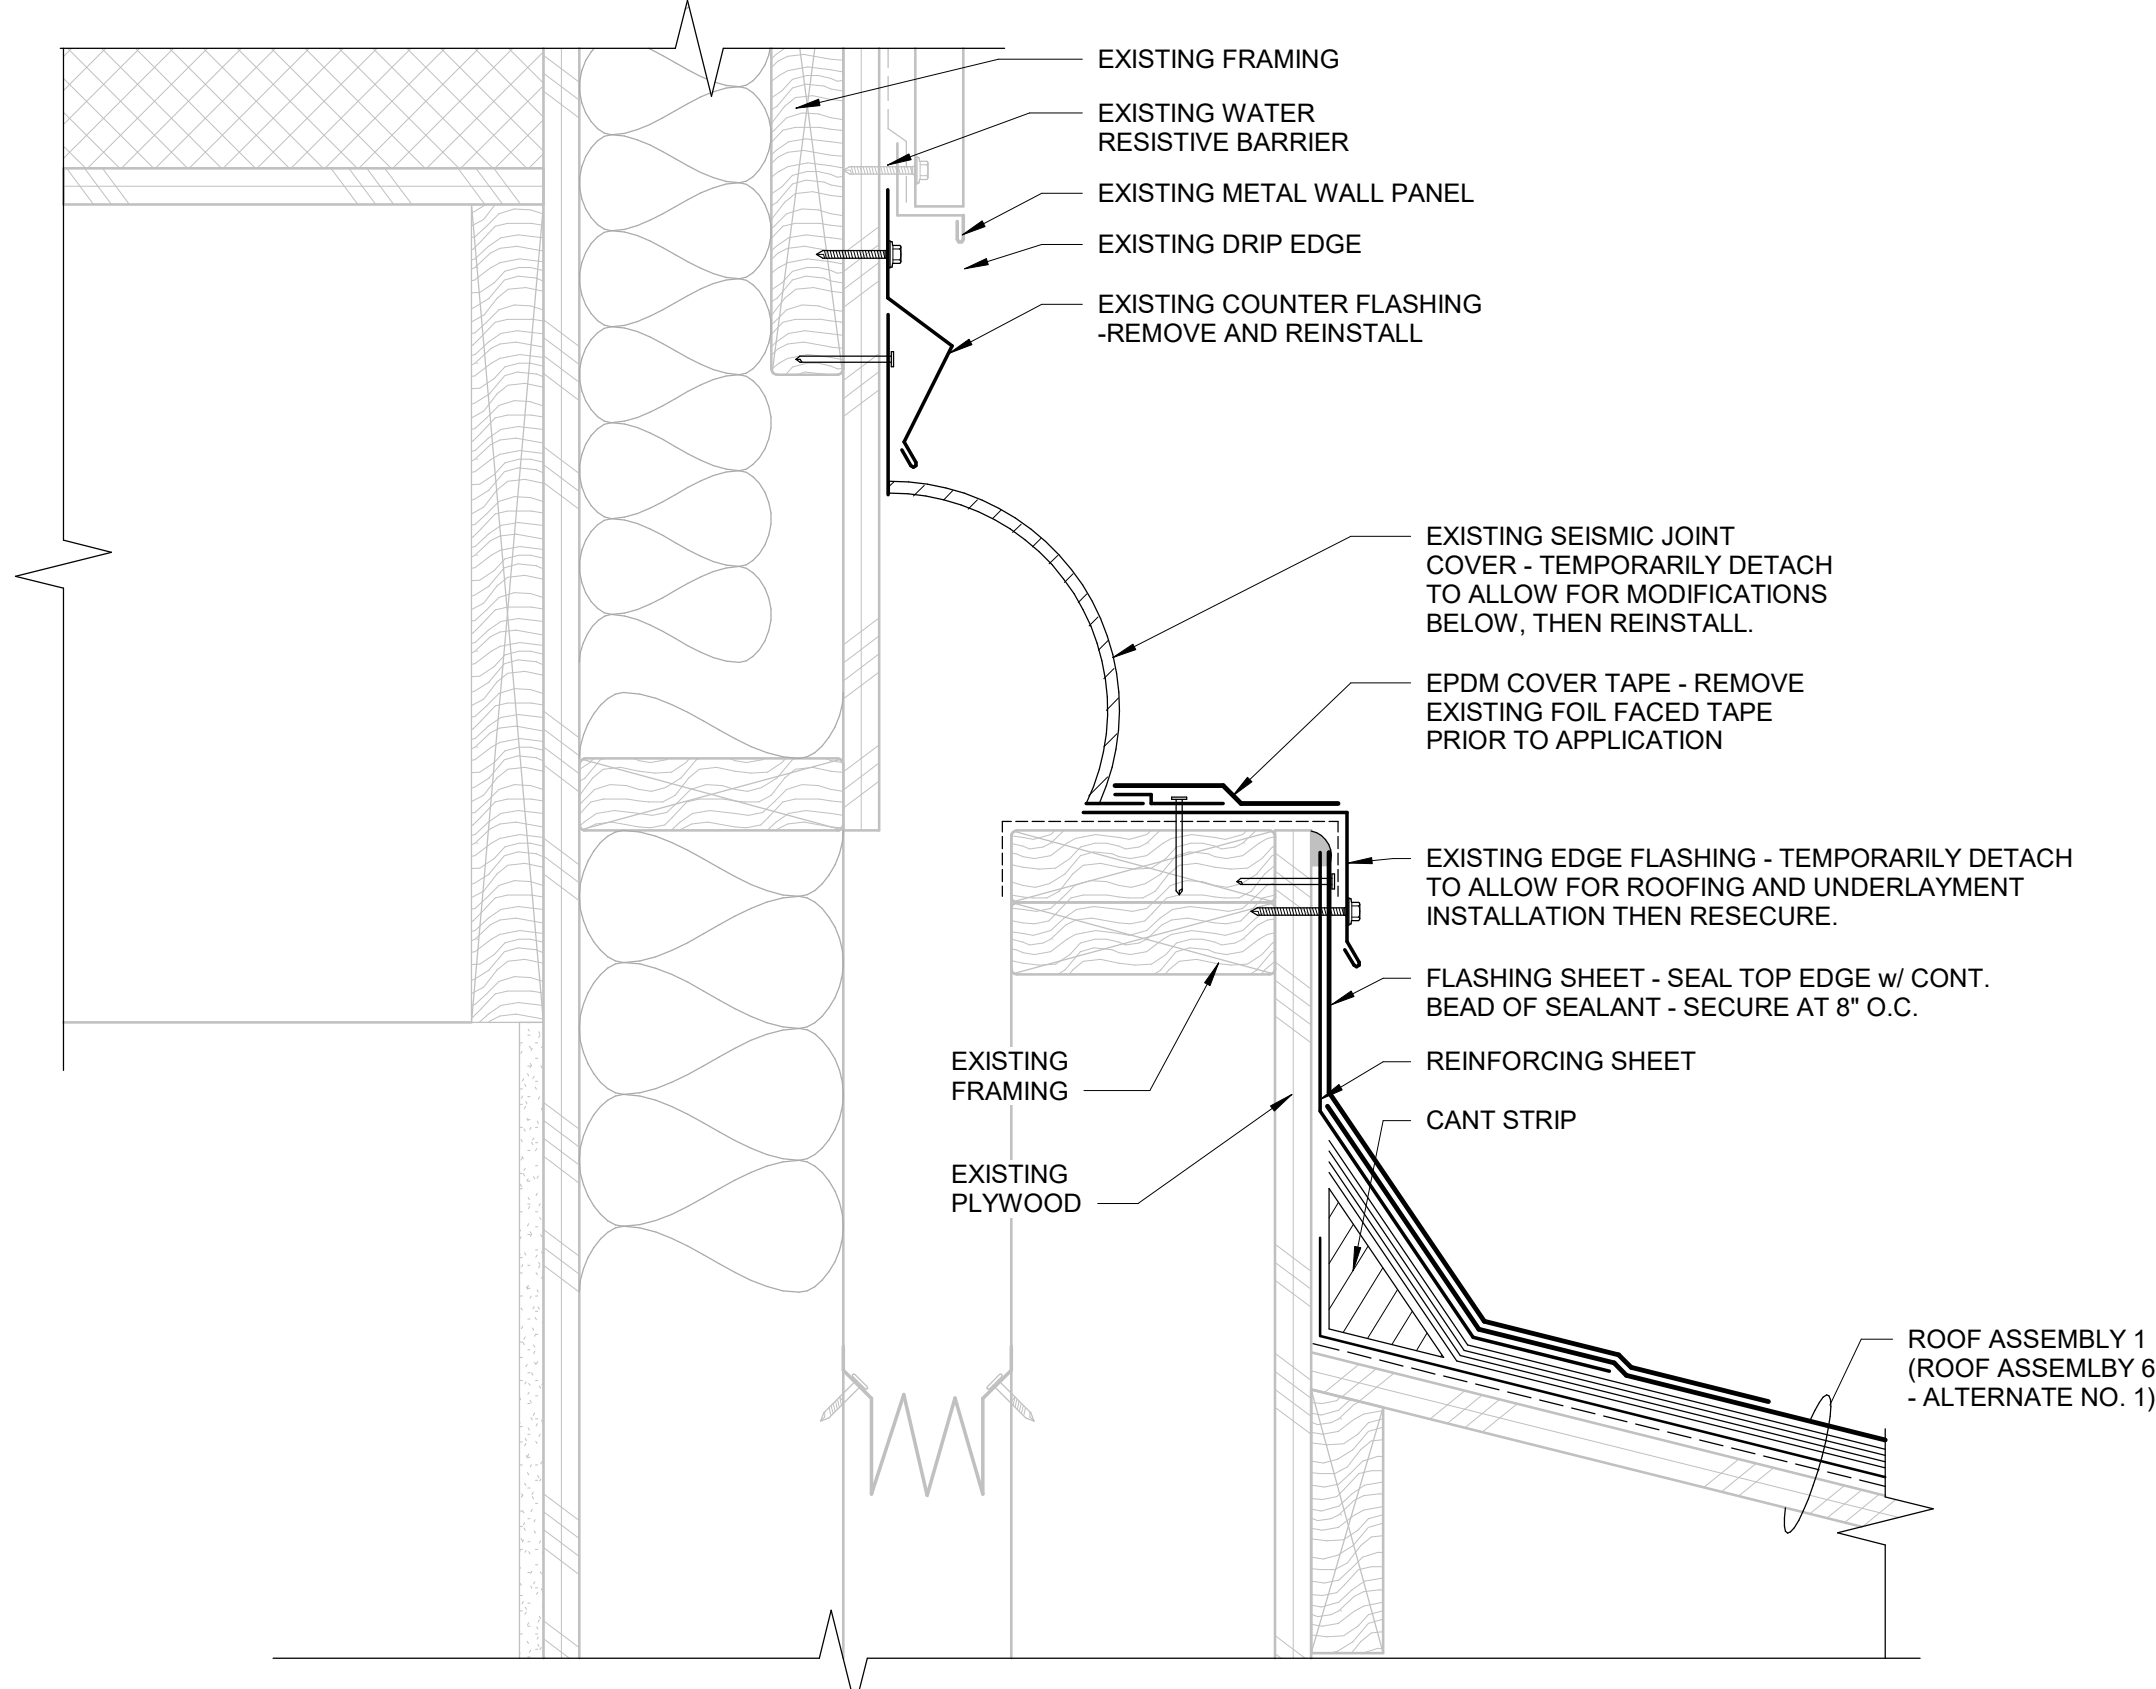 EXISTING FRAMING
EXISTING WATER
RESISTIVE BARRIER
EXISTING METAL WALL PANEL
EXISTING DRIP EDGE
EXISTING COUNTER FLASHING
-REMOVE AND REINSTALL
EXISTING SEISMIC JOINT
COVER - TEMPORARILY DETACH
TO ALLOW FOR MODIFICATIONS
BELOW, THEN REINSTALL.
EPDM COVER TAPE - REMOVE
EXISTING FOIL FACED TAPE
PRIOR TO APPLICATION
EXISTING EDGE FLASHING - TEMPORARILY DETACH
TO ALLOW FOR ROOFING AND UNDERLAYMENT
INSTALLATION THEN RESECURE.
FLASHING SHEET - SEAL TOP EDGE w/ CONT.
BEAD OF SEALANT - SECURE AT 8" O.C.
REINFORCING SHEET
CANT STRIP
EXISTING
FRAMING
EXISTING
PLYWOOD
ROOF ASSEMBLY 1
(ROOF ASSEMLBY 6
- ALTERNATE NO. 1)